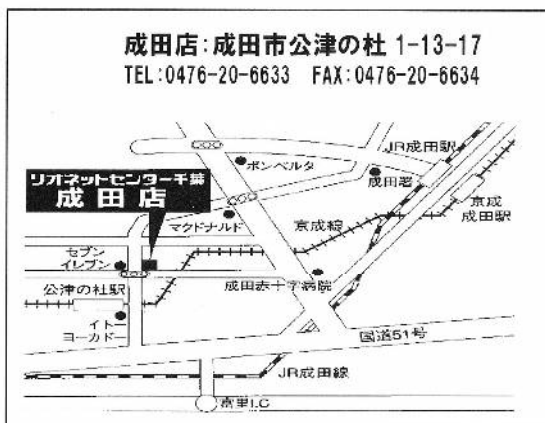 成田店:成田市公津の杜 1-13-17
TEL:0476-20-6633 FAX:0476-20-6634
JR成田駅
ボンベルタ
成田署
リオネットセンター千葉
成田店
京成
成田駅
マクドナルド
京成線
セブン
イレブン
成田赤十字病院
公津の杜駅
イトー
ヨーカドー
国道51号
JR成田線
富里I.C